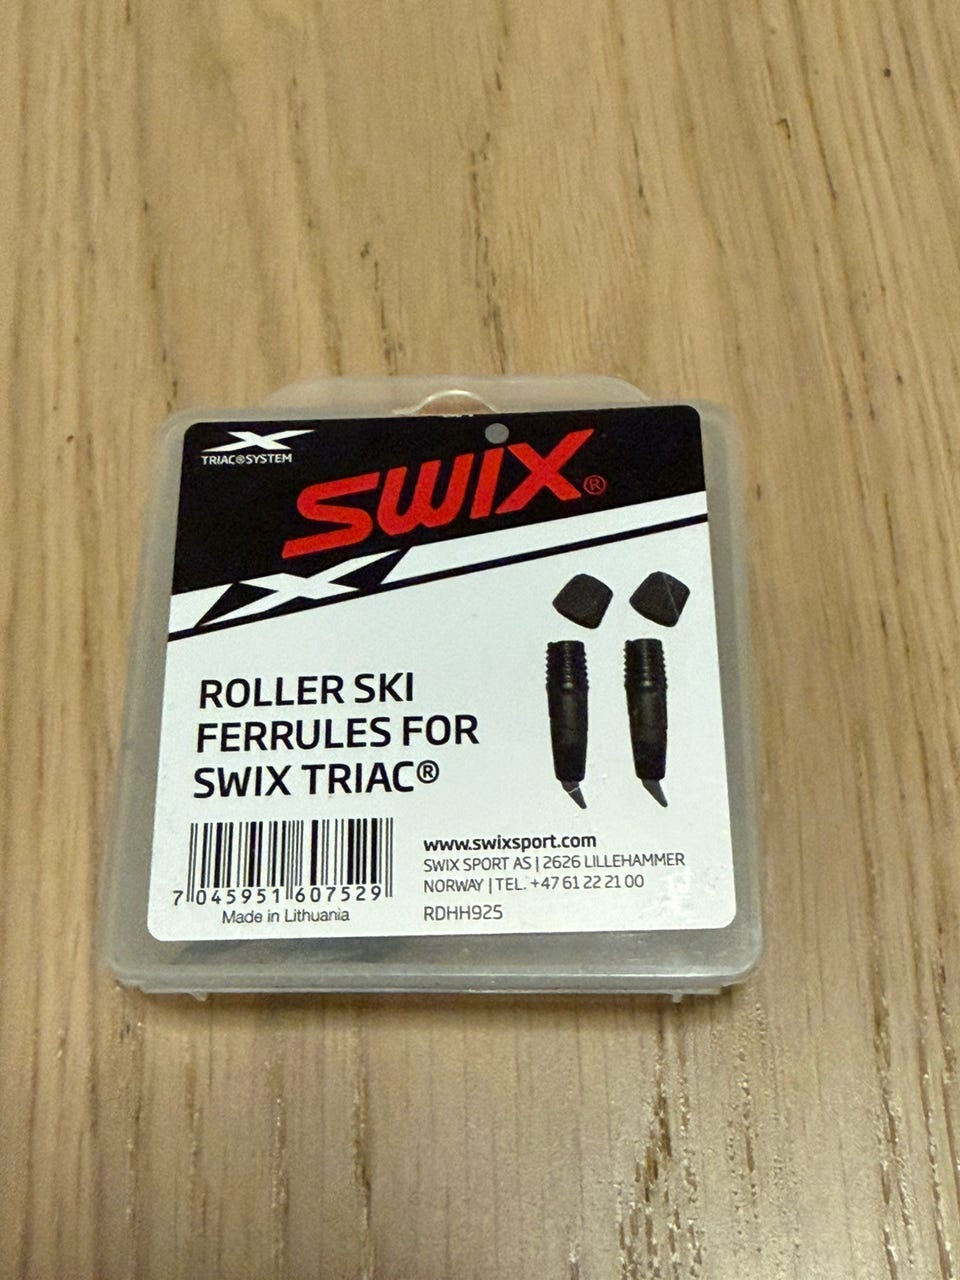 TRIAC®SYSTEM
SWIX®
ROLLER SKI
FERRULES FOR
SWIX TRIAC®
7 045951 607529
Made in Lithuania
www.swixsport.com
SWIX SPORT AS | 2626 LILLEHAMMER
NORWAY | TEL. +47 61 22 21 00
RDHH925